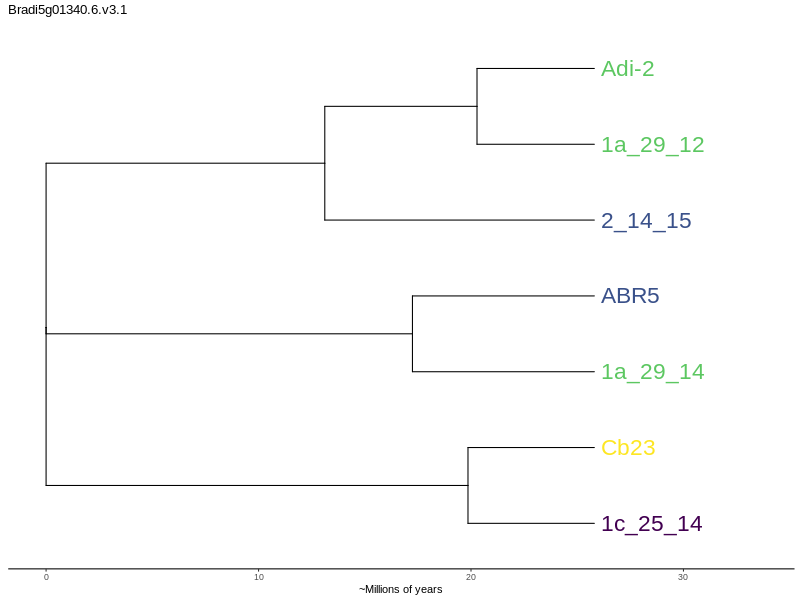 Bradi5g01340.6.v3.1
Adi-2
1a_29_12
2_14_15
ABR5
1a_29_14
Cb23
1c_25_14
0 10 20 30
~Millions of years